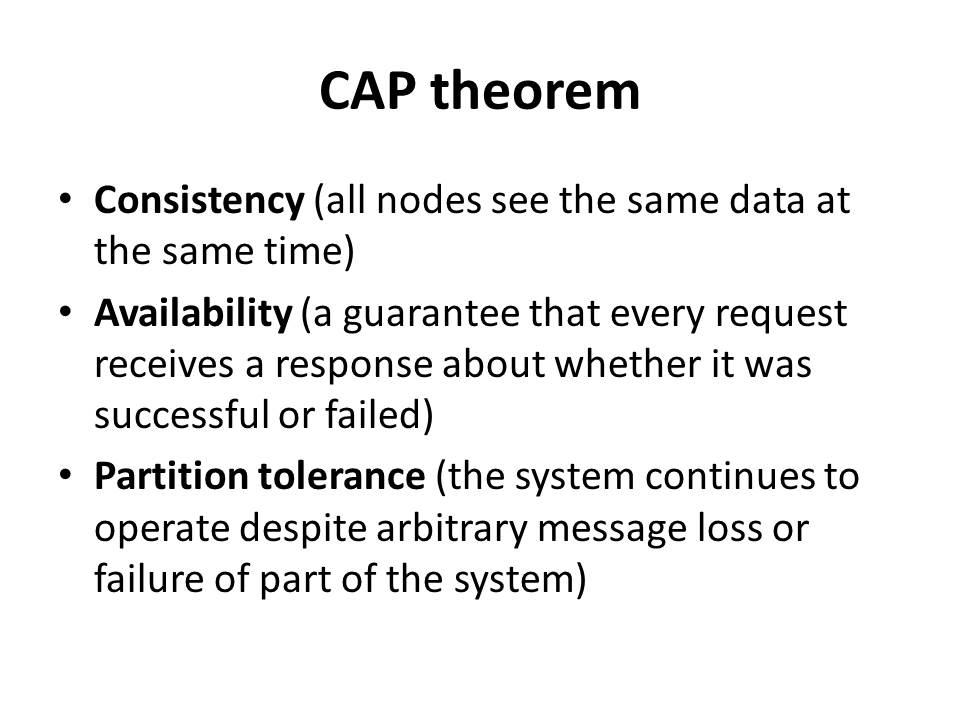 CAP theorem
• Consistency (all nodes see the same data at
the same time)
• Availability (a guarantee that every request
receives a response about whether it was
successful or failed)
• Partition tolerance (the system continues to
operate despite arbitrary message loss or
failure of part of the system)